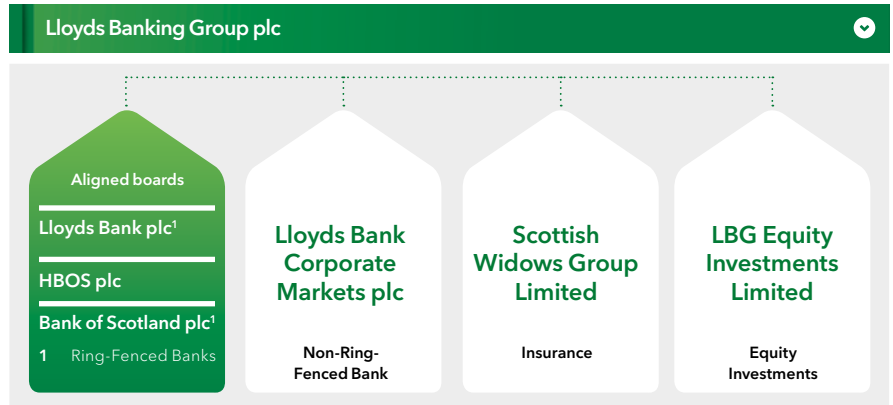 Lloyds Banking Group plc
Aligned boards
Lloyds Bank plc¹
HBOS plc
Bank of Scotland plc¹
1 Ring-Fenced Banks
Lloyds Bank
Corporate
Markets plc
Non-Ring-
Fenced Bank
Scottish
Widows Group
Limited
Insurance
LBG Equity
Investments
Limited
Equity
Investments